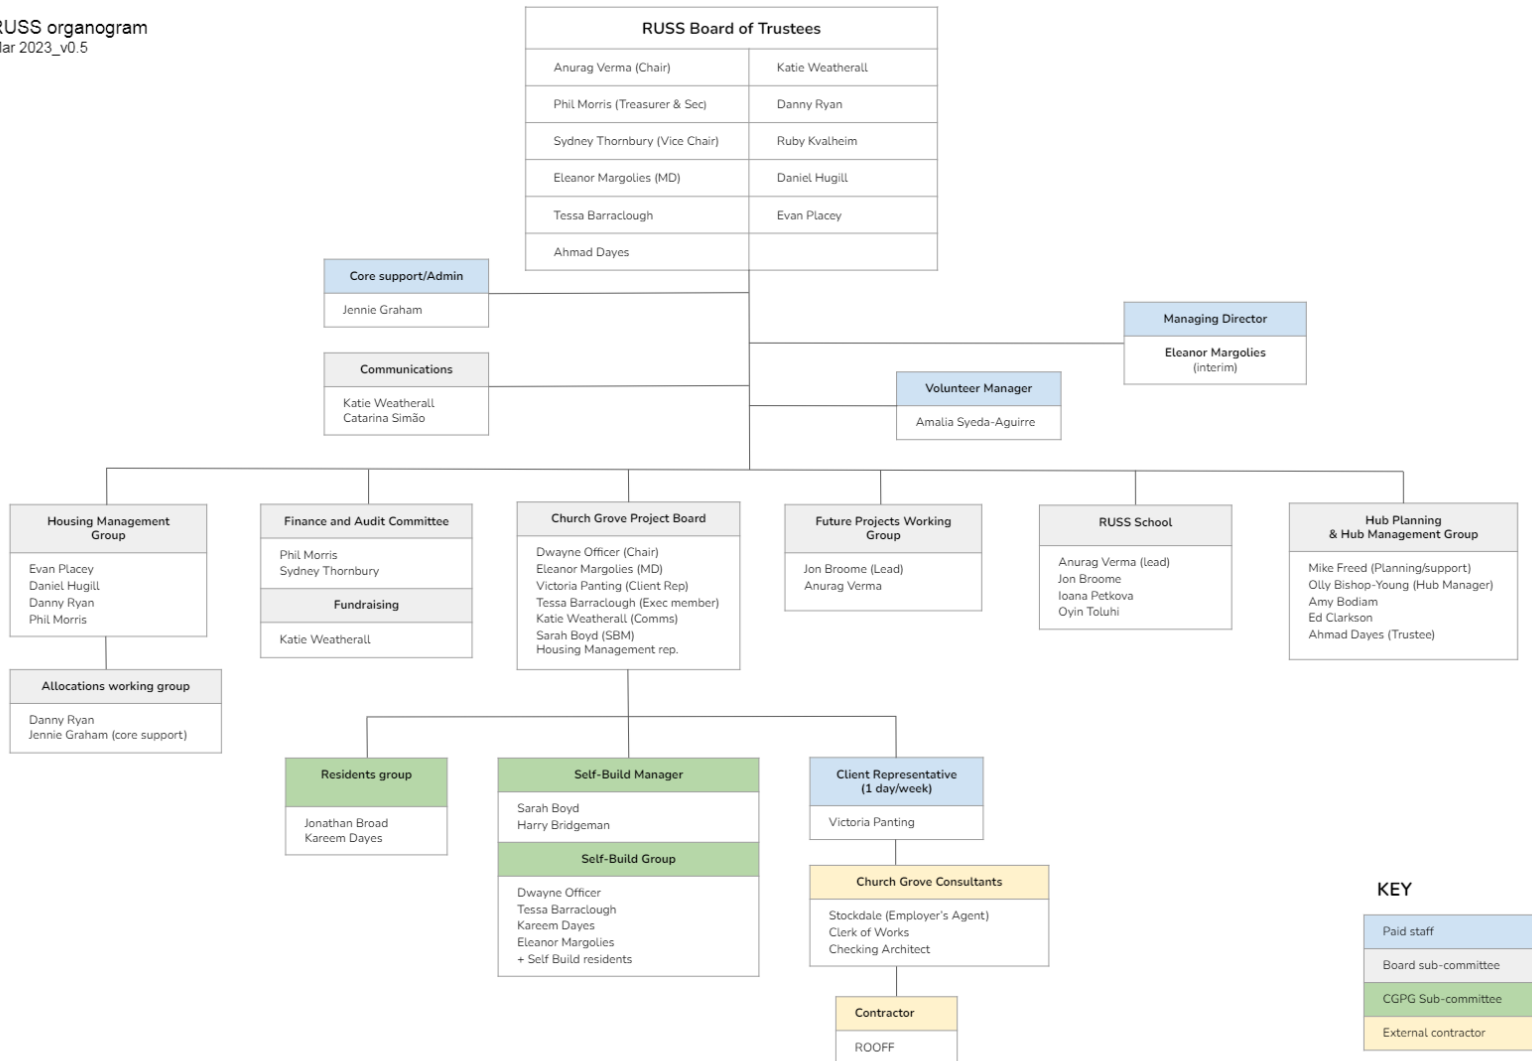 RUSS organogram
Mar 2023_v0.5
RUSS Board of Trustees
Anurag Verma (Chair)
Katie Weatherall
Phil Morris (Treasurer & Sec)
Danny Ryan
Sydney Thornbury (Vice Chair)
Ruby Kvalheim
Eleanor Margolies (MD)
Daniel Hugill
Tessa Barraclough
Evan Placey
Ahmad Dayes
Core support/Admin
Jennie Graham
Managing Director
Eleanor Margolies
(interim)
Communications
Katie Weatherall
Catarina Simão
Volunteer Manager
Amalia Syeda-Aguirre
Housing Management
Group
Evan Placey
Daniel Hugill
Danny Ryan
Phil Morris
Allocations working group
Danny Ryan
Jennie Graham (core support)
Finance and Audit Committee
Phil Morris
Sydney Thornbury
Fundraising
Katie Weatherall
Church Grove Project Board
Dwayne Officer (Chair)
Eleanor Margolies (MD)
Victoria Panting (Client Rep)
Tessa Barraclough (Exec member)
Katie Weatherall (Comms)
Sarah Boyd (SBM)
Housing Management rep.
Future Projects Working
Group
Jon Broome (Lead)
Anurag Verma
RUSS School
Anurag Verma (lead)
Jon Broome
Ioana Petkova
Oyin Toluhi
Hub Planning
& Hub Management Group
Mike Freed (Planning/support)
Olly Bishop-Young (Hub Manager)
Amy Bodiam
Ed Clarkson
Ahmad Dayes (Trustee)
Residents group
Jonathan Broad
Kareem Dayes
Self-Build Manager
Sarah Boyd
Harry Bridgeman
Self-Build Group
Dwayne Officer
Tessa Barraclough
Kareem Dayes
Eleanor Margolies
+ Self Build residents
Client Representative
(1 day/week)
Victoria Panting
Church Grove Consultants
Stockdale (Employer's Agent)
Clerk of Works
Checking Architect
Contractor
ROOFF
KEY
Paid staff
Board sub-committee
CGPG Sub-committee
External contractor